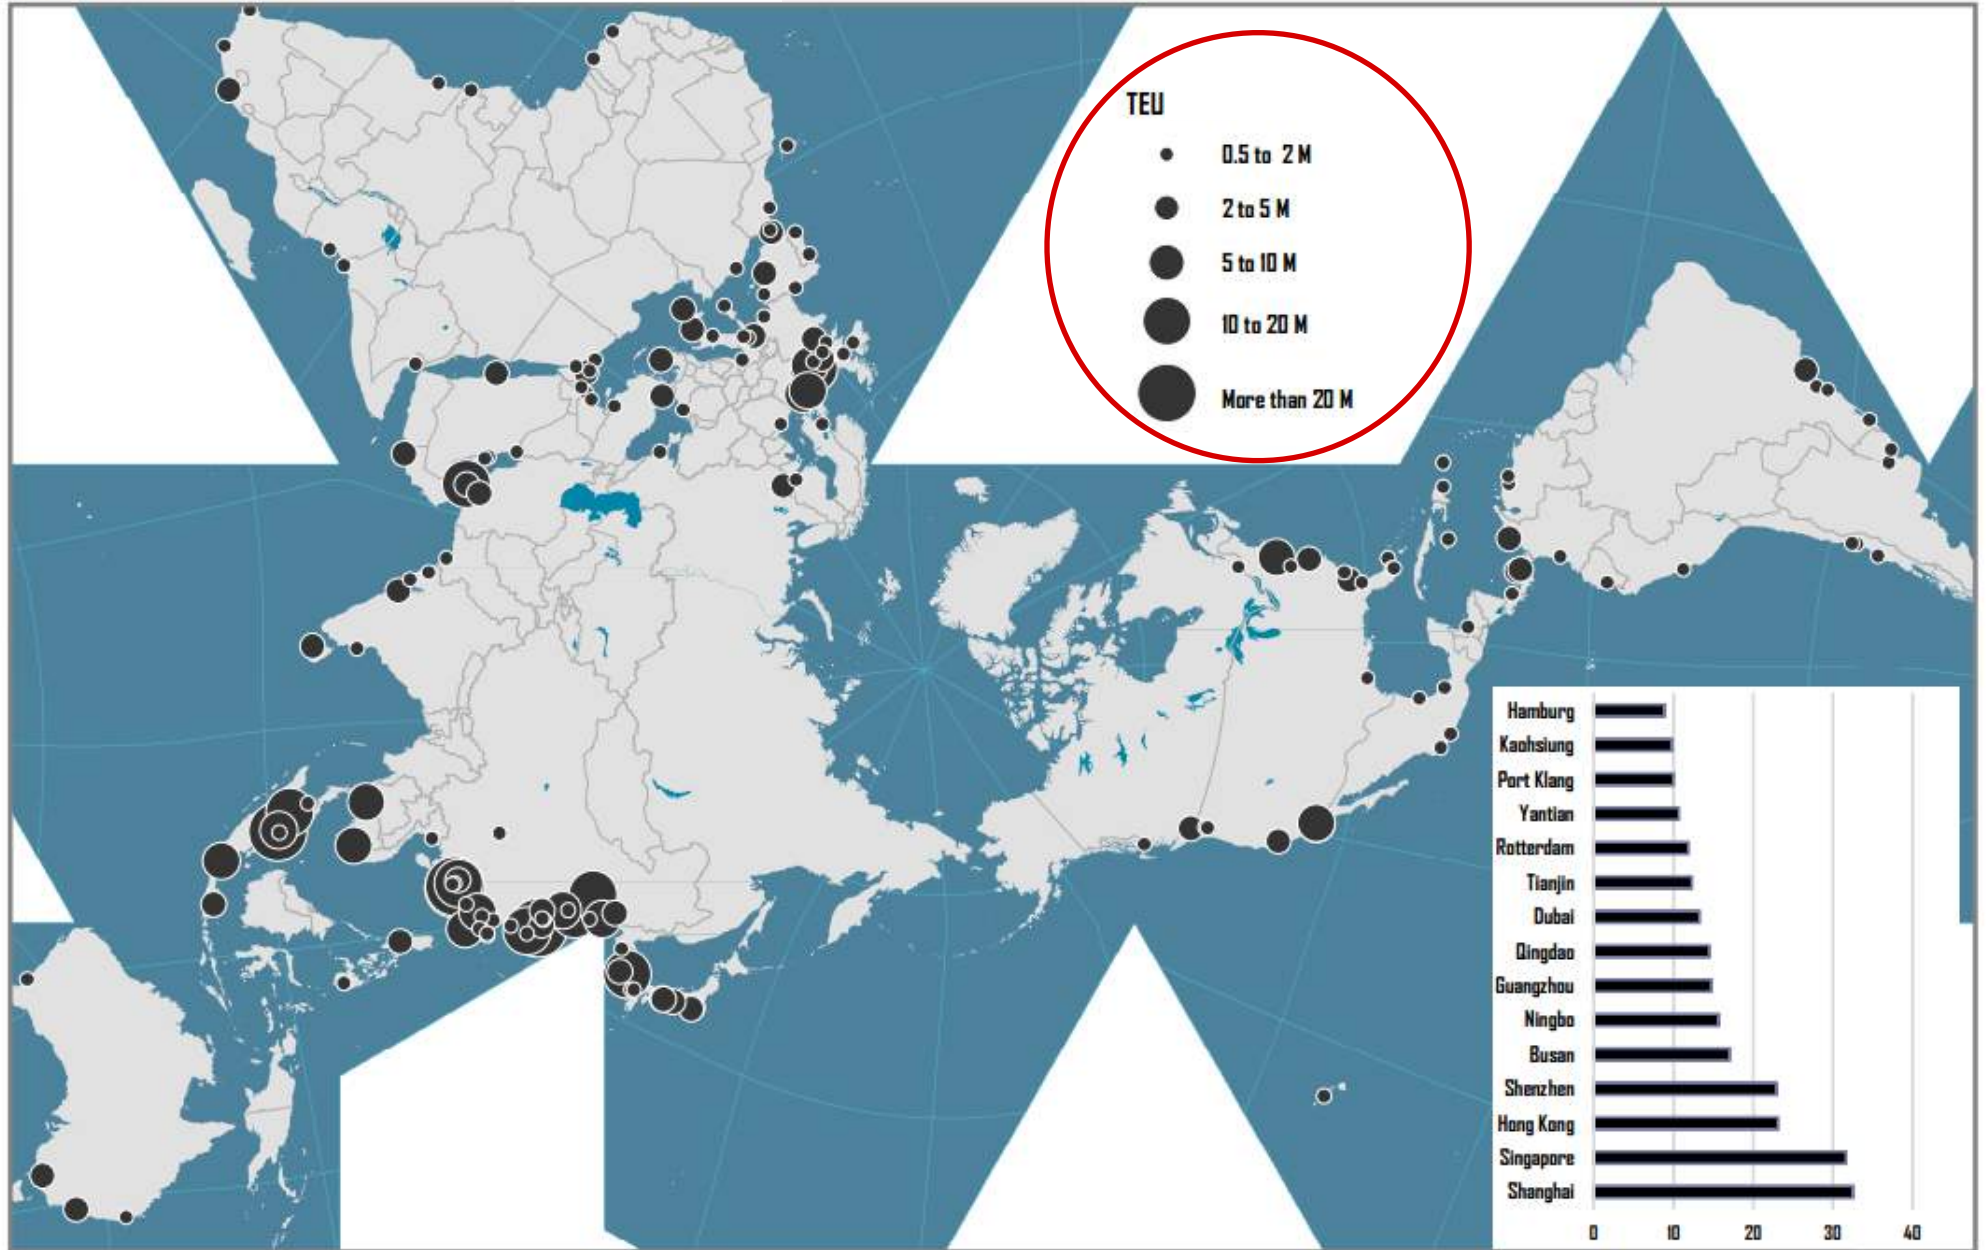 TEU
0.5 to 2 M
2 to 5 M
5 to 10 M
10 to 20 M
More than 20 M
Hamburg
Kaohsiung
Port Klang
Yantian
Rotterdam
Tianjin
Dubai
Qingdao
Guangzhou
Ningbo
Busan
Shenzhen
Hong Kong
Singapore
Shanghai
0 10 20 30 40